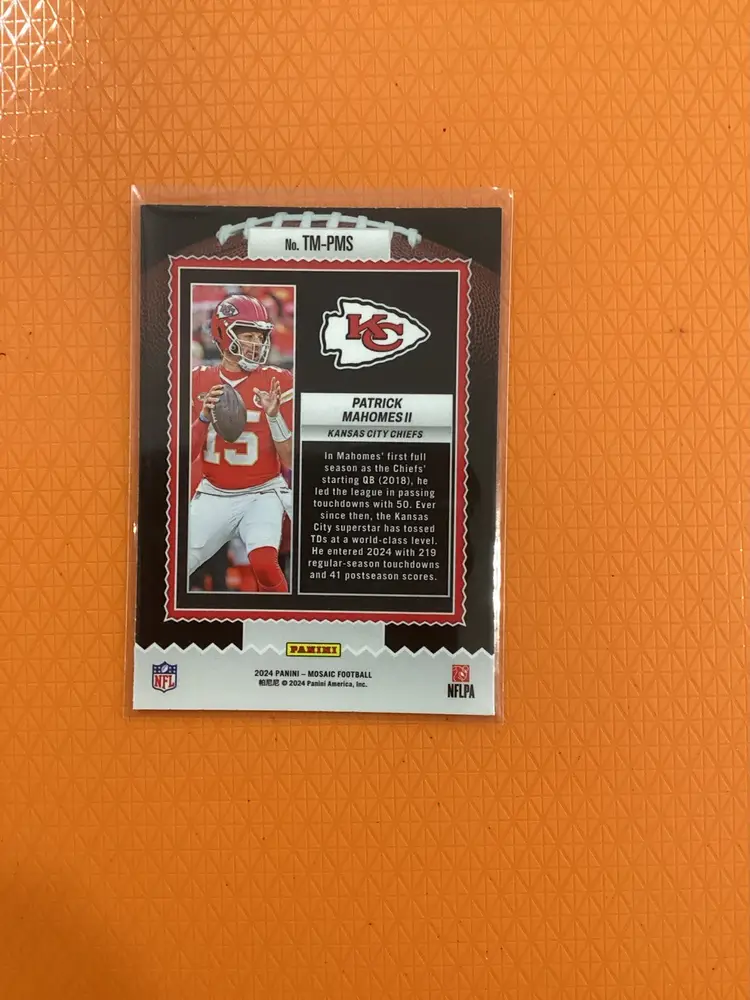 No. TM-PMS
KC
15
PATRICK
MAHOMES II
KANSAS CITY CHIEFS
In Mahomes' first full
season as the Chiefs'
starting QB (2018), he
led the league in passing
touchdowns with 50. Ever
since then, the Kansas
City superstar has tossed
TDs at a world-class level.
He entered 2024 with 219
regular-season touchdowns
and 41 postseason scores.
PANINI
2024 PANINI – MOSAIC FOOTBALL
帕尼尼 © 2024 Panini America, Inc.
NFL
NFLPA